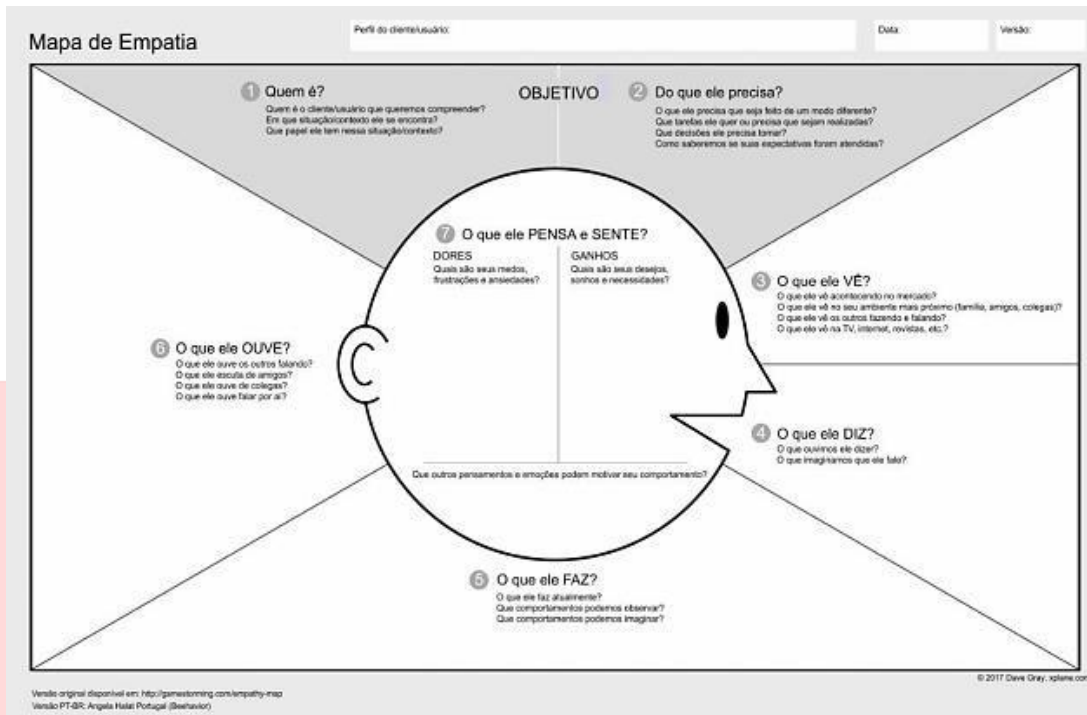 Mapa de Empatia
Perfil do cliente/usuário:
Data:
Versão:
1 Quem é?
Quem é o cliente/usuário que queremos compreender?
Em que situação/contexto ele se encontra?
Que papel ele tem nessa situação/contexto?
OBJETIVO
2 Do que ele precisa?
O que ele precisa que seja feito de um modo diferente?
Que tarefas ele quer ou precisa que sejam realizadas?
Que decisões ele precisa tomar?
Como saberemos se suas expectativas foram atendidas?
7 O que ele PENSA e SENTE?
DORES
Quais são seus medos,
frustrações e ansiedades?
GANHOS
Quais são seus desejos,
sonhos e necessidades?
3 O que ele VÊ?
O que ele vê acontecendo no mercado?
O que ele vê no seu ambiente mais próximo (família, amigos, colegas)?
O que ele vê os outros fazendo e falando?
O que ele vê na TV, internet, revistas, etc.?
6 O que ele OUVE?
O que ele ouve os outros falando?
O que ele escuta de amigos?
O que ele ouve de colegas?
O que ele ouve falar por aí?
4 O que ele DIZ?
O que ouvimos ele dizer?
O que imaginamos que ele fale?
Que outros pensamentos e emoções podem motivar seu comportamento?
5 O que ele FAZ?
O que ele faz atualmente?
Que comportamentos podemos observar?
Que comportamentos podemos imaginar?
© 2017 Dave Gray, xplane.com
Versão original disponível em: http://gamestorming.com/empathy-map
Versão PT-BR: Angela Halat Portugal (Beehavior)